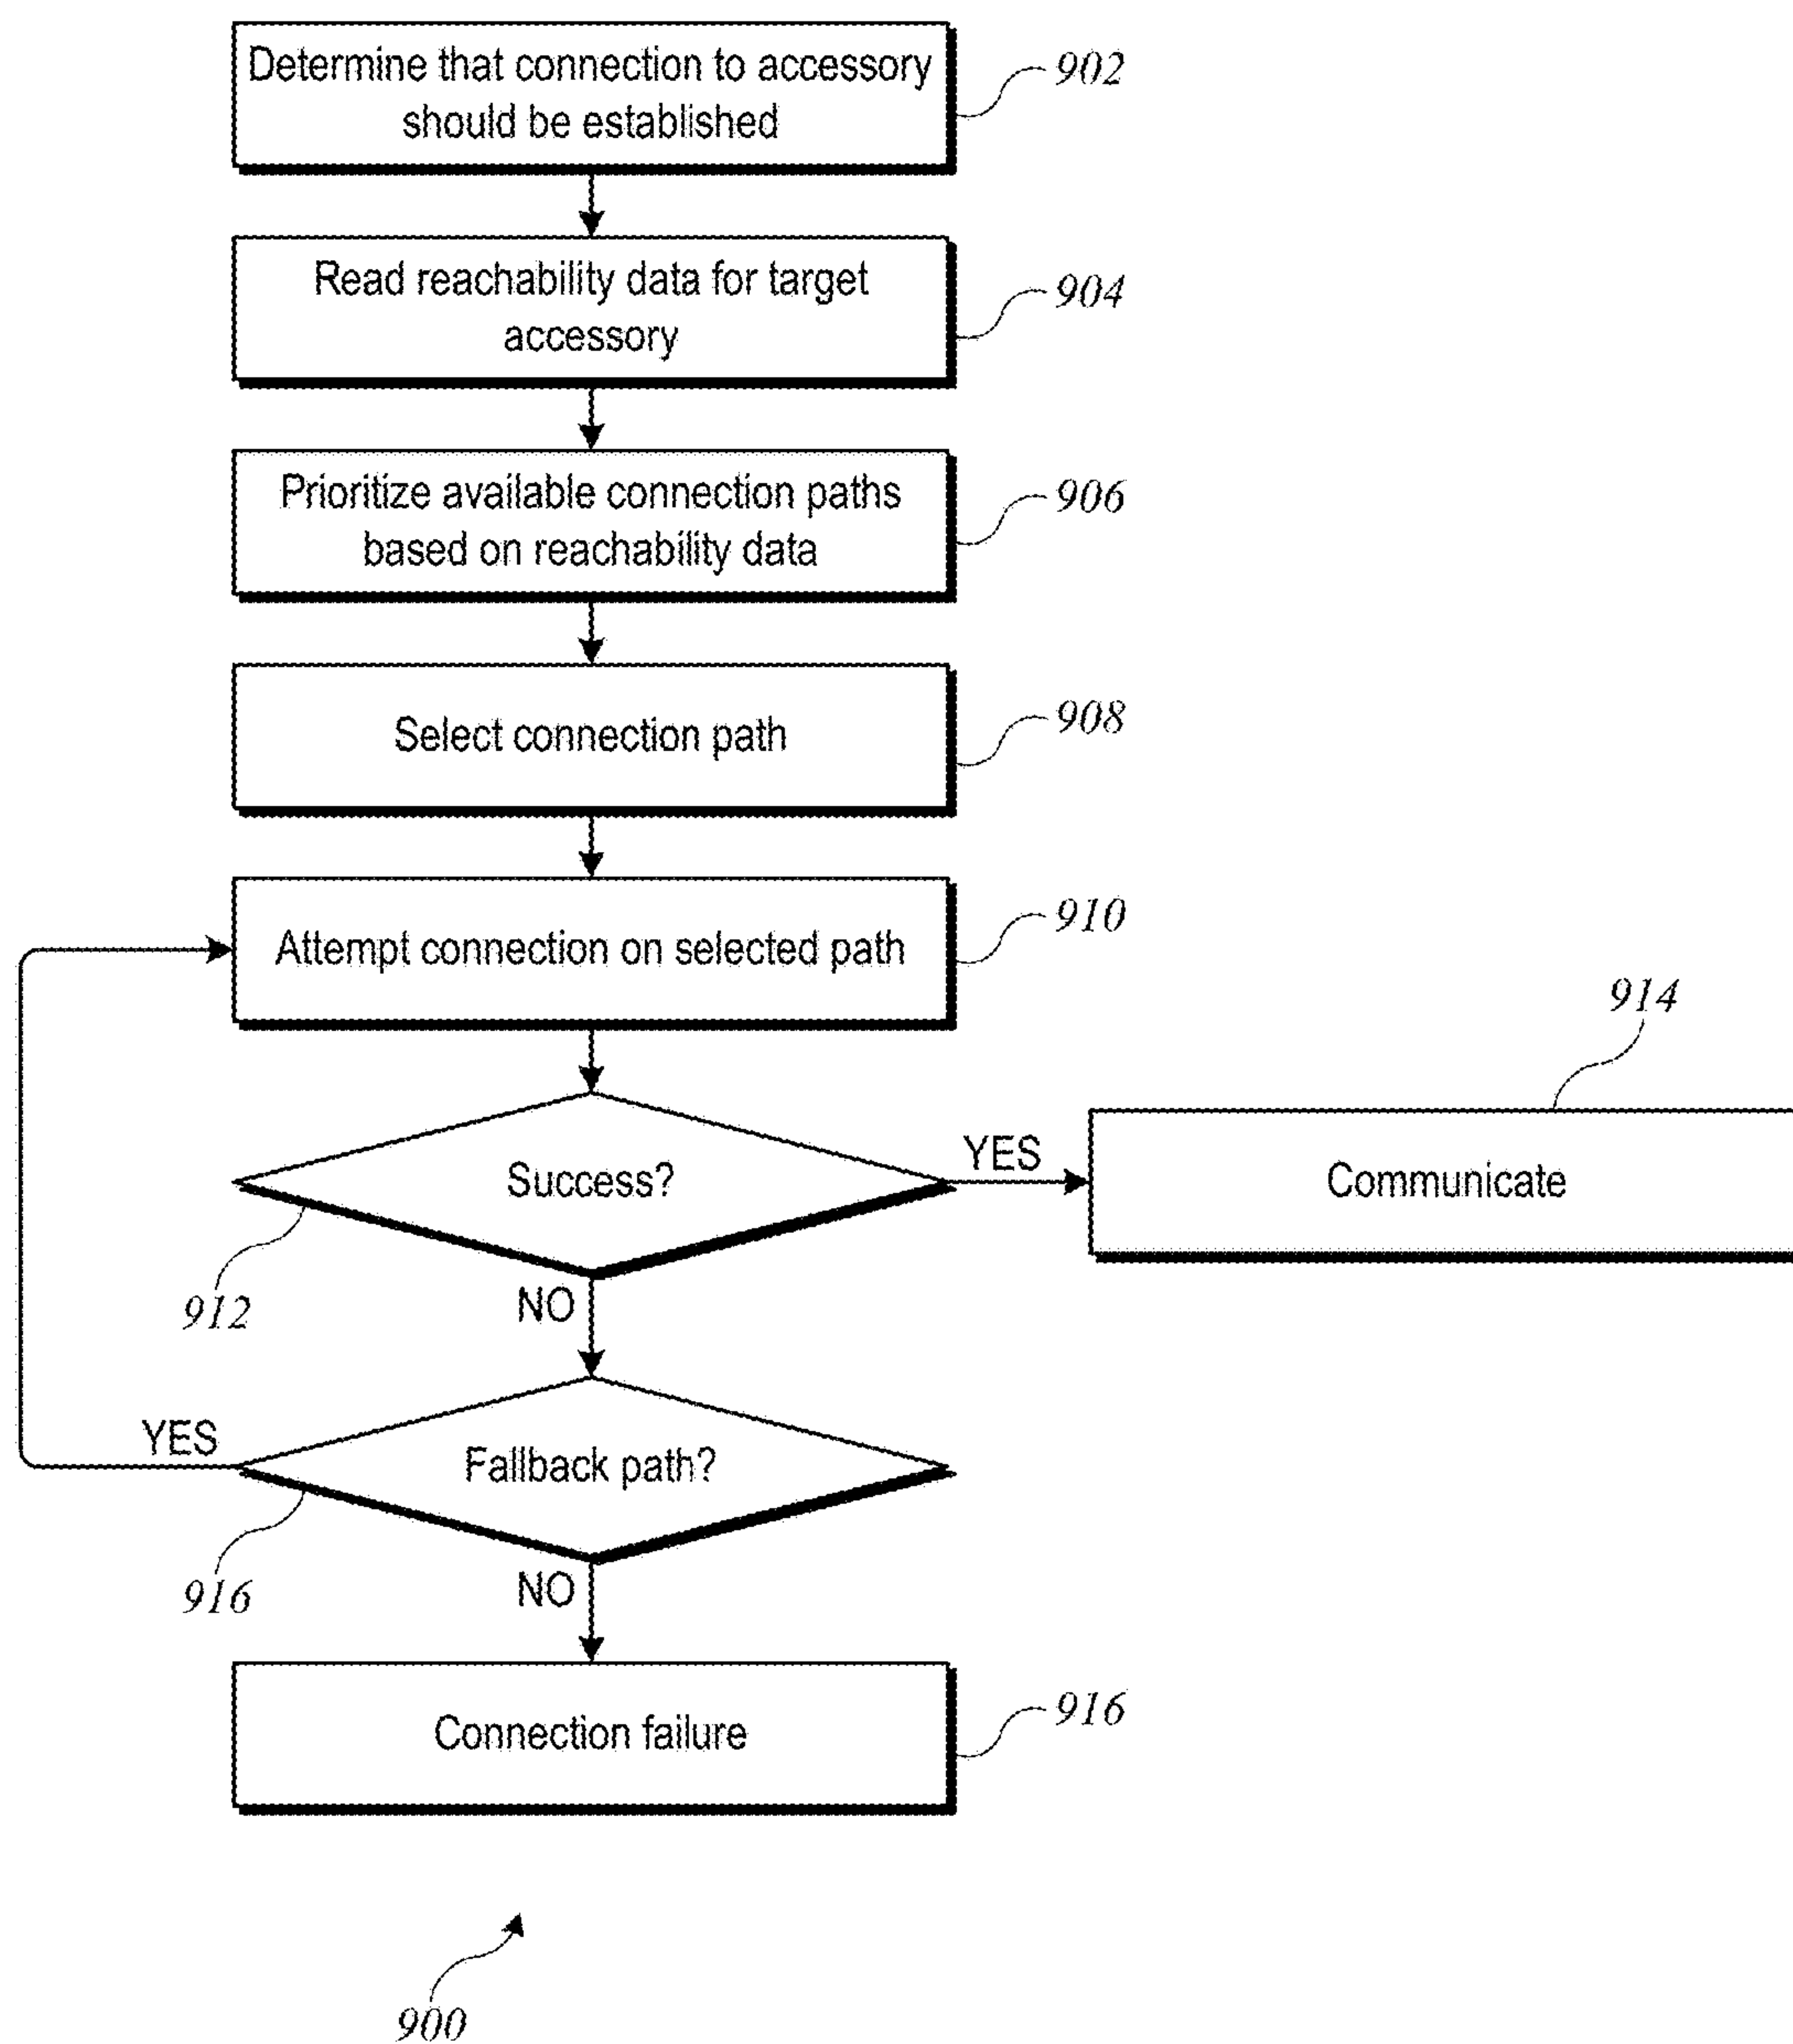 Determine that connection to accessory
should be established
902
Read reachability data for target
accessory
904
Prioritize available connection paths
based on reachability data
906
Select connection path
908
Attempt connection on selected path
910
914
Success?
YES
Communicate
912
NO
YES
Fallback path?
916
NO
Connection failure
916
900